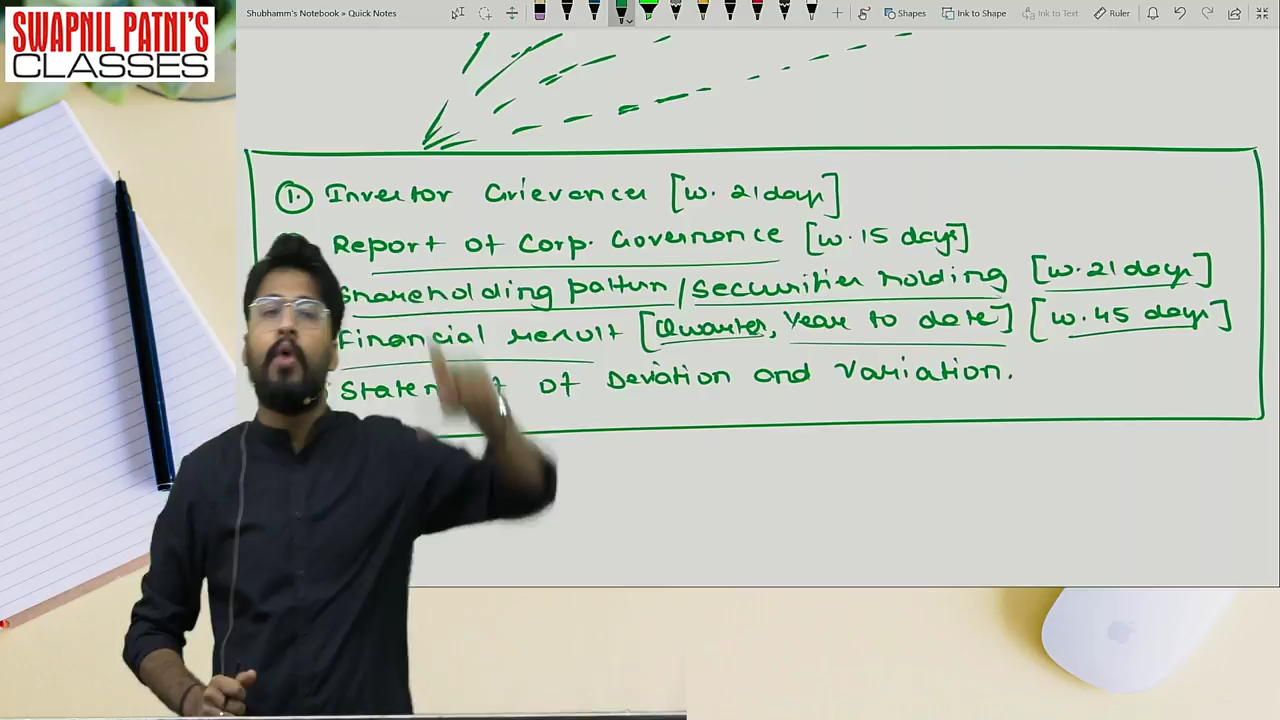 SWAPNIL PATNI'S
CLASSES
Shubhamm's Notebook » Quick Notes
Shapes
Ink to Shape
Ink to Text
Ruler
1. Investor Grievances [w. 21 days]
Report of Corp. Governance [w. 15 days]
Shareholding pattern / Securities holding [w. 21 days]
Financial result [Quarter, Year to date] [w. 45 days]
of Deviation and Variation.